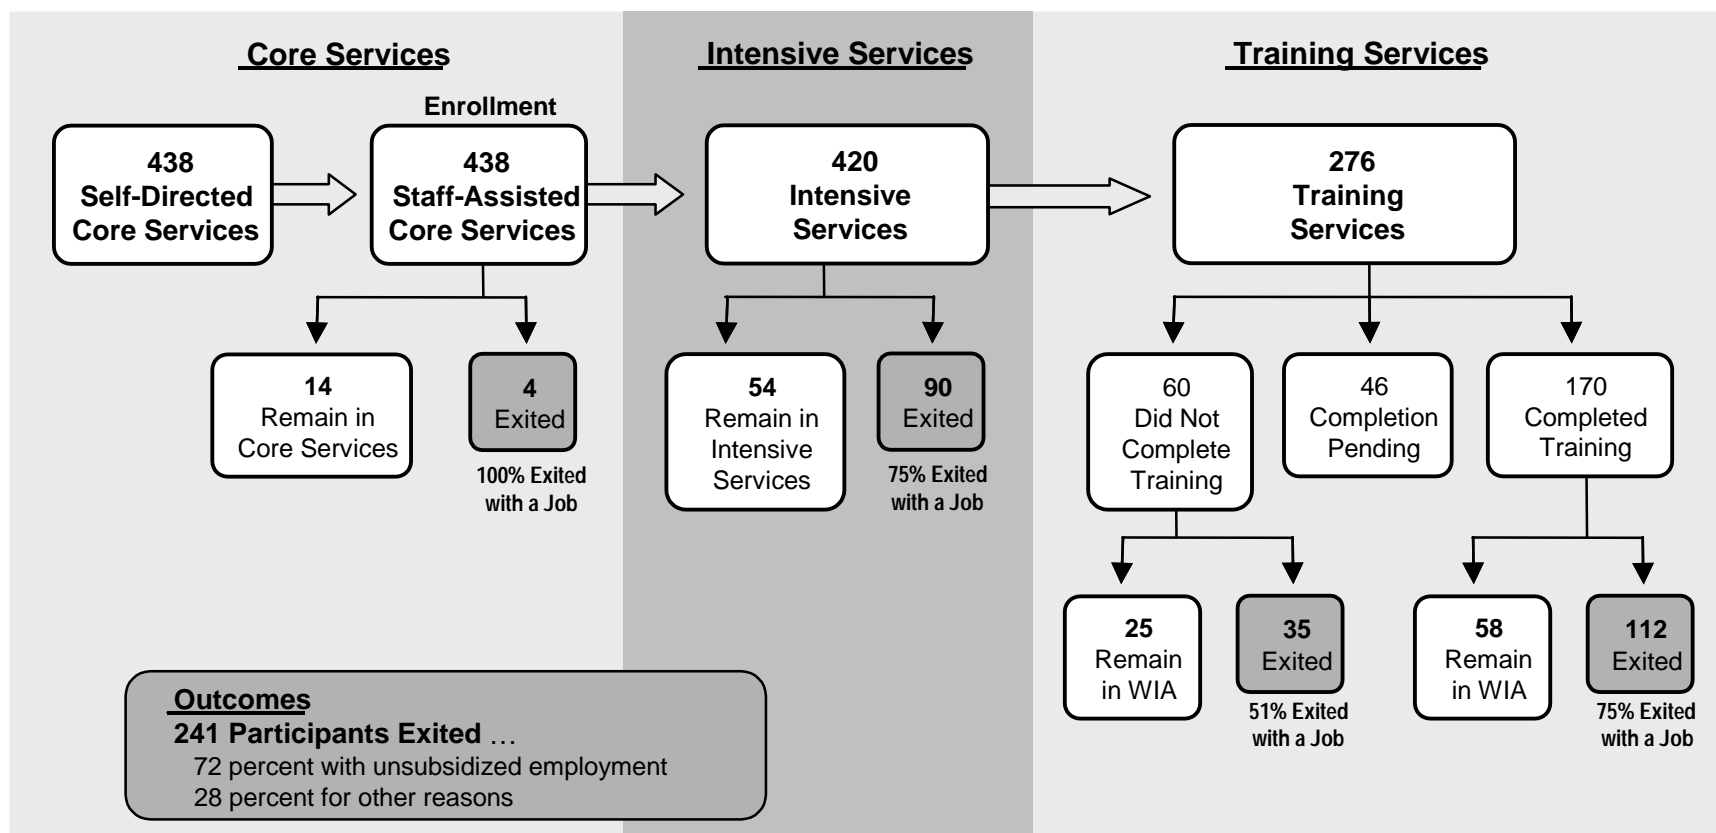 Core Services
Intensive Services
Training Services
Enrollment
438
Self-Directed
Core Services
438
Staff-Assisted
Core Services
420
Intensive
Services
276
Training
Services
14
Remain in
Core Services
4
Exited
100% Exited
with a Job
54
Remain in
Intensive
Services
90
Exited
75% Exited
with a Job
60
Did Not
Complete
Training
46
Completion
Pending
170
Completed
Training
25
Remain
in WIA
35
Exited
51% Exited
with a Job
58
Remain
in WIA
112
Exited
75% Exited
with a Job
Outcomes
241 Participants Exited …
72 percent with unsubsidized employment
28 percent for other reasons